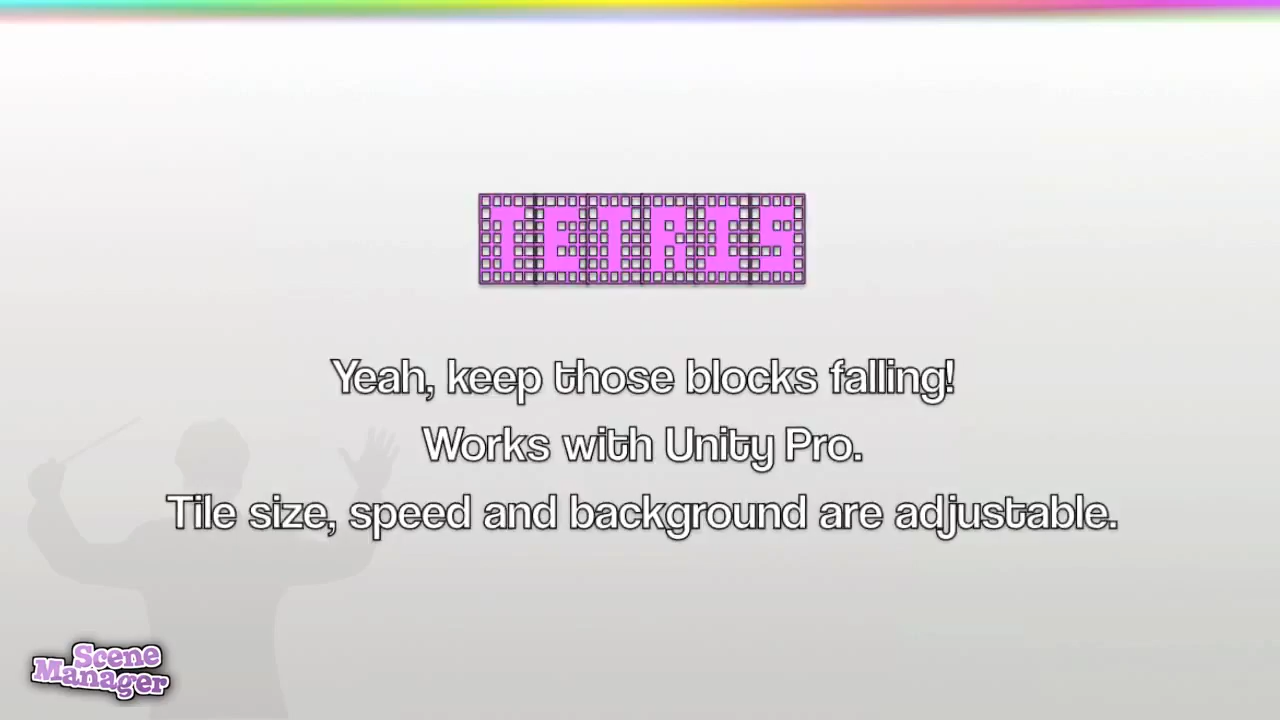 TETRIS
Yeah, keep those blocks falling!
Works with Unity Pro.
Tile size, speed and background are adjustable.
Scene
Manager